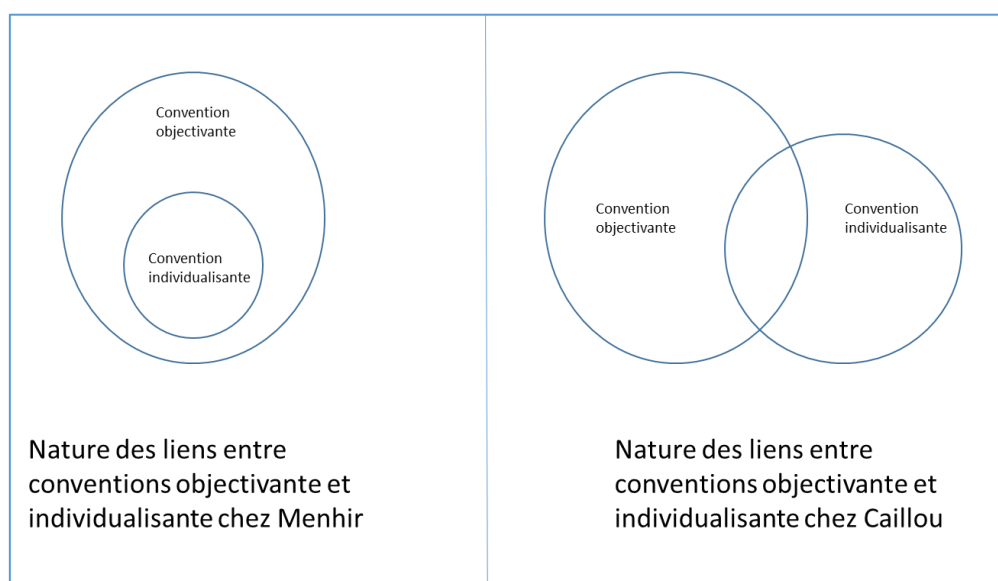 Convention
objectivante
Convention
individualisante
Nature des liens entre
conventions objectivante et
individualisante chez Menhir
Convention
objectivante
Convention
individualisante
Nature des liens entre
conventions objectivante et
individualisante chez Caillou